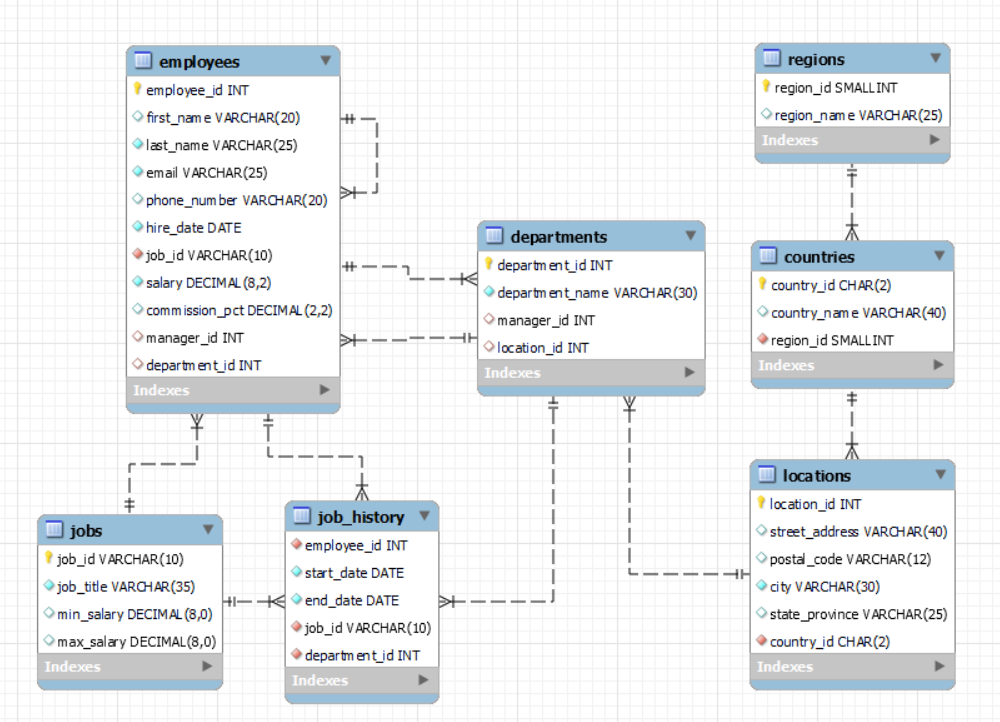 employees
employee_id INT
first_name VARCHAR(20)
last_name VARCHAR(25)
email VARCHAR(25)
phone_number VARCHAR(20)
hire_date DATE
job_id VARCHAR(10)
salary DECIMAL(8,2)
commission_pct DECIMAL(2,2)
manager_id INT
department_id INT
Indexes
departments
department_id INT
department_name VARCHAR(30)
manager_id INT
location_id INT
Indexes
regions
region_id SMALLINT
region_name VARCHAR(25)
Indexes
countries
country_id CHAR(2)
country_name VARCHAR(40)
region_id SMALLINT
Indexes
locations
location_id INT
street_address VARCHAR(40)
postal_code VARCHAR(12)
city VARCHAR(30)
state_province VARCHAR(25)
country_id CHAR(2)
Indexes
jobs
job_id VARCHAR(10)
job_title VARCHAR(35)
min_salary DECIMAL(8,0)
max_salary DECIMAL(8,0)
Indexes
job_history
employee_id INT
start_date DATE
end_date DATE
job_id VARCHAR(10)
department_id INT
Indexes